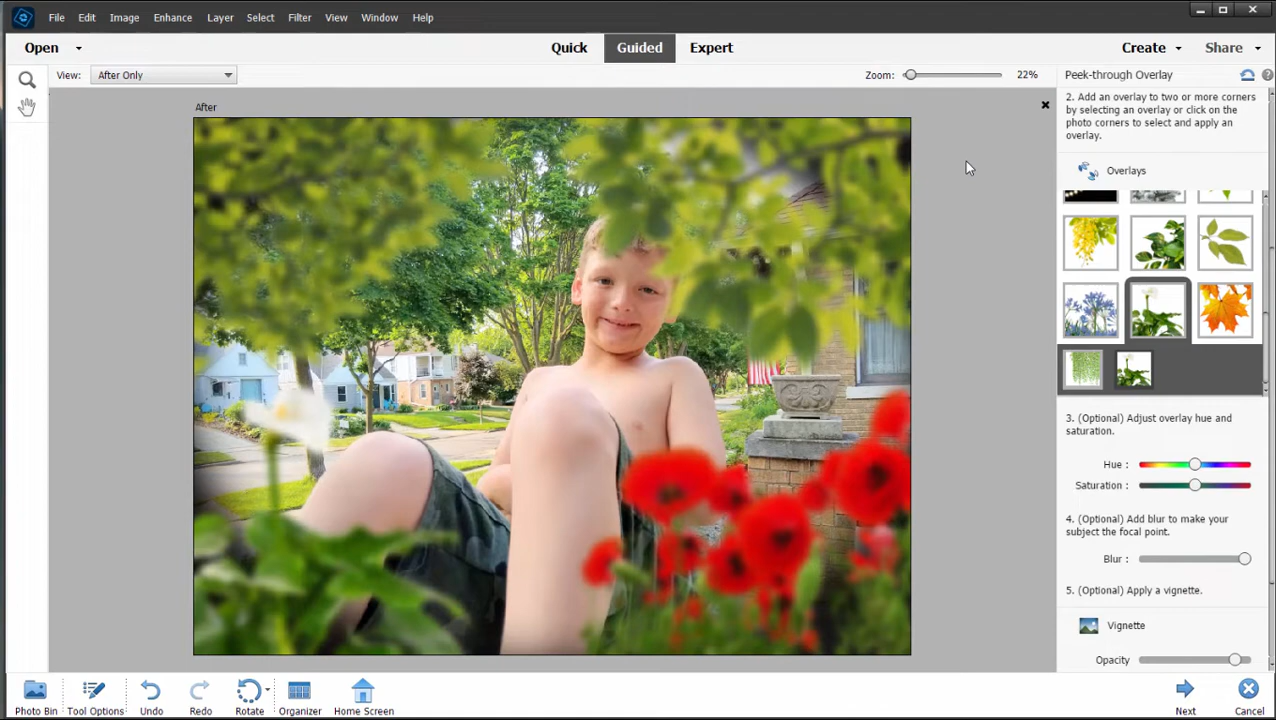 File Edit Image Enhance Layer Select Filter View Window Help
Open Quick Guided Expert Create Share
View: After Only Zoom: 22% Peek-through Overlay
After
2. Add an overlay to two or more corners
by selecting an overlay or click on the
photo corners to select and apply an
overlay.
Overlays
3. (Optional) Adjust overlay hue and
saturation.
Hue :
Saturation :
4. (Optional) Add blur to make your
subject the focal point.
Blur :
5. (Optional) Apply a vignette.
Vignette
Opacity
Photo Bin Tool Options Undo Redo Rotate Organizer Home Screen Next Cancel